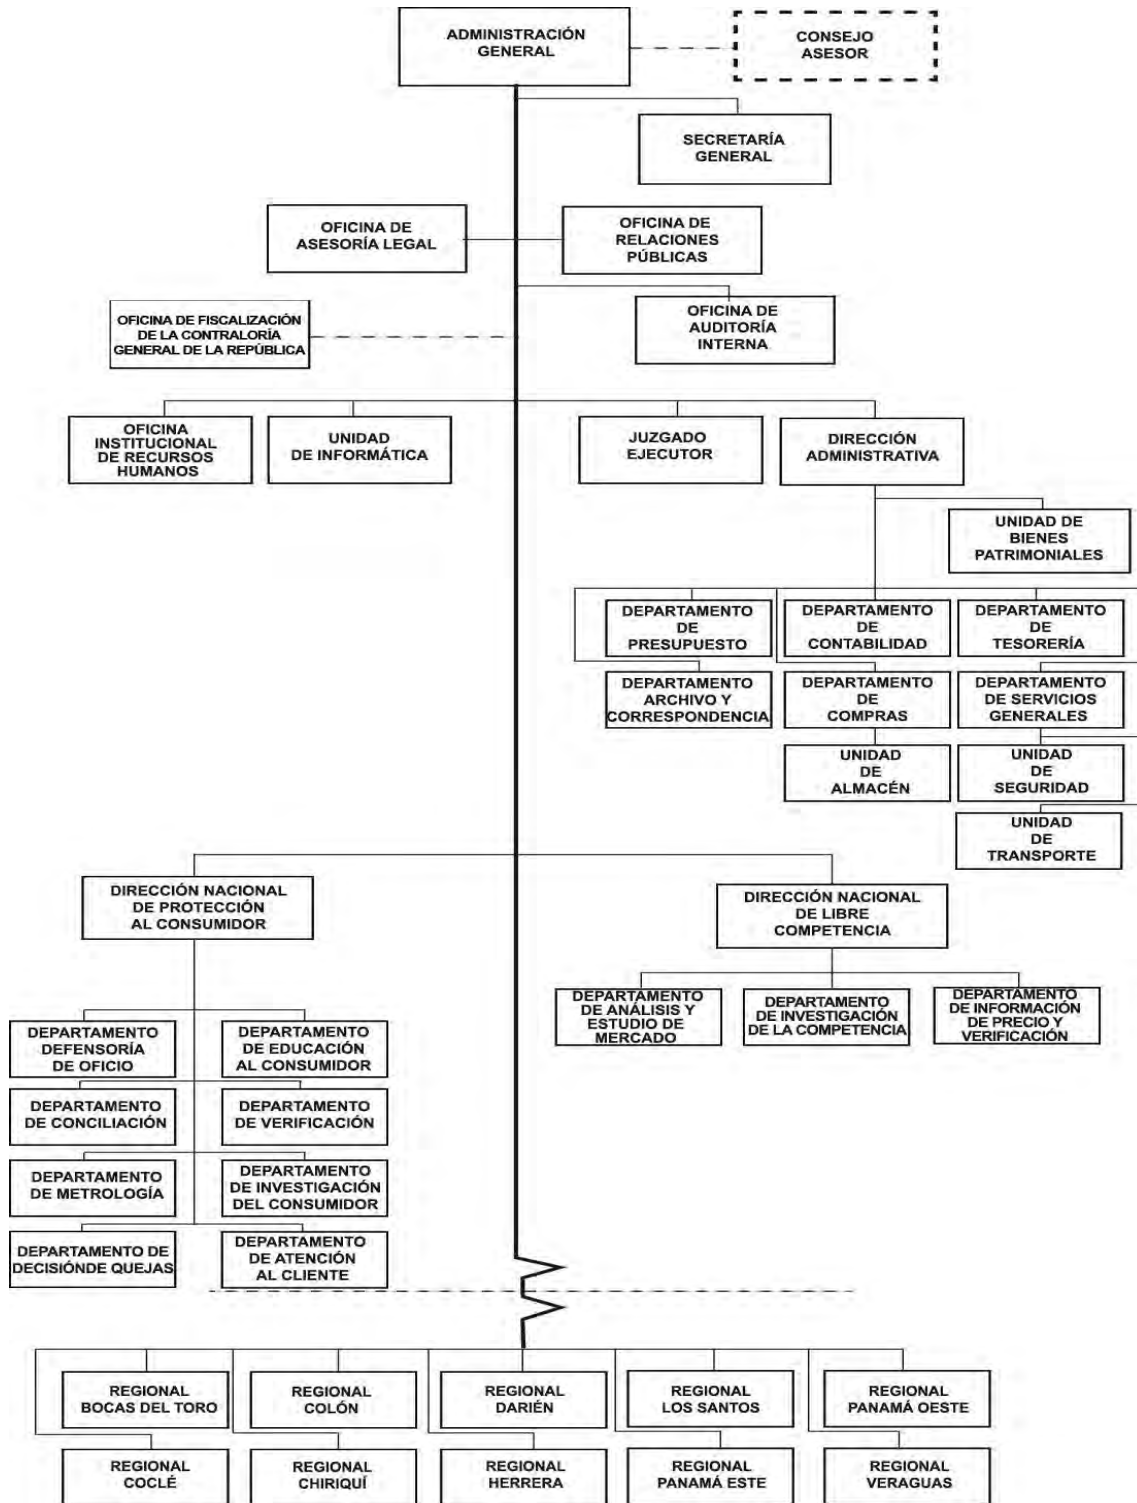 ADMINISTRACIÓN
GENERAL
CONSEJO
ASESOR
SECRETARÍA
GENERAL
OFICINA DE
ASESORÍA LEGAL
OFICINA DE
RELACIONES
PÚBLICAS
OFICINA DE FISCALIZACIÓN
DE LA CONTRALORÍA
GENERAL DE LA REPÚBLICA
OFICINA DE
AUDITORÍA
INTERNA
OFICINA
INSTITUCIONAL
DE RECURSOS
HUMANOS
UNIDAD
DE INFORMÁTICA
JUZGADO
EJECUTOR
DIRECCIÓN
ADMINISTRATIVA
UNIDAD DE
BIENES
PATRIMONIALES
DEPARTAMENTO
DE
PRESUPUESTO
DEPARTAMENTO
DE
CONTABILIDAD
DEPARTAMENTO
DE
TESORERÍA
DEPARTAMENTO
ARCHIVO Y
CORRESPONDENCIA
DEPARTAMENTO
DE
COMPRAS
DEPARTAMENTO
DE SERVICIOS
GENERALES
UNIDAD
DE
ALMACÉN
UNIDAD
DE
SEGURIDAD
UNIDAD
DE
TRANSPORTE
DIRECCIÓN NACIONAL
DE PROTECCIÓN
AL CONSUMIDOR
DIRECCIÓN NACIONAL
DE LIBRE
COMPETENCIA
DEPARTAMENTO
DE ANÁLISIS Y
ESTUDIO DE
MERCADO
DEPARTAMENTO
DE INVESTIGACIÓN
DE LA COMPETENCIA
DEPARTAMENTO
DE INFORMACIÓN
DE PRECIO Y
VERIFICACIÓN
DEPARTAMENTO
DEFENSORÍA
DE OFICIO
DEPARTAMENTO
DE EDUCACIÓN
AL CONSUMIDOR
DEPARTAMENTO
DE CONCILIACIÓN
DEPARTAMENTO
DE VERIFICACIÓN
DEPARTAMENTO
DE METROLOGÍA
DEPARTAMENTO
DE INVESTIGACIÓN
DEL CONSUMIDOR
DEPARTAMENTO DE
DECISIÓNDE QUEJAS
DEPARTAMENTO
DE ATENCIÓN
AL CLIENTE
REGIONAL
BOCAS DEL TORO
REGIONAL
COLÓN
REGIONAL
DARIÉN
REGIONAL
LOS SANTOS
REGIONAL
PANAMÁ OESTE
REGIONAL
COCLÉ
REGIONAL
CHIRIQUÍ
REGIONAL
HERRERA
REGIONAL
PANAMÁ ESTE
REGIONAL
VERAGUAS